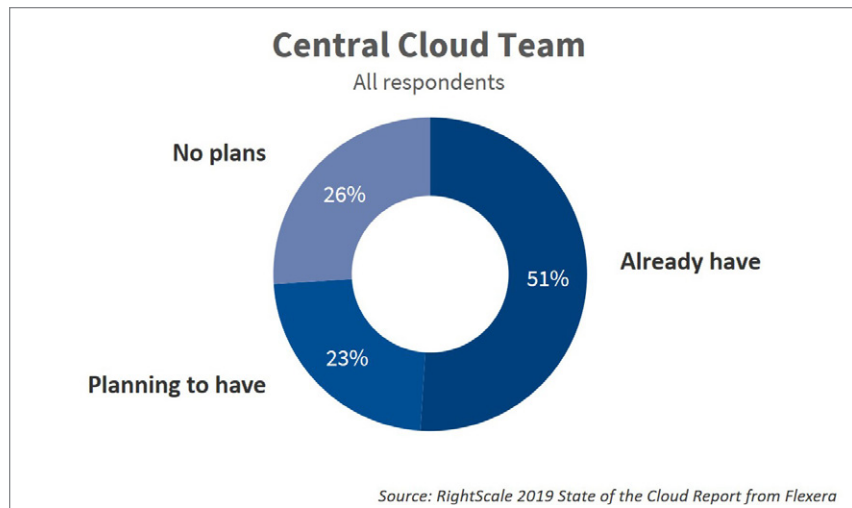 Central Cloud Team
All respondents
No plans
26%
Already have
51%
23%
Planning to have
Source: RightScale 2019 State of the Cloud Report from Flexera